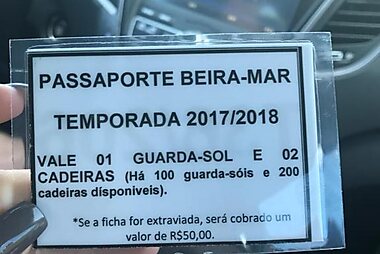 PASSAPORTE BEIRA-MAR
TEMPORADA 2017/2018
VALE 01 GUARDA-SOL E 02
CADEIRAS (Há 100 guarda-sóis e 200
cadeiras dísponiveis).
*Se a ficha for extraviada, será cobrado um
valor de R$50,00.